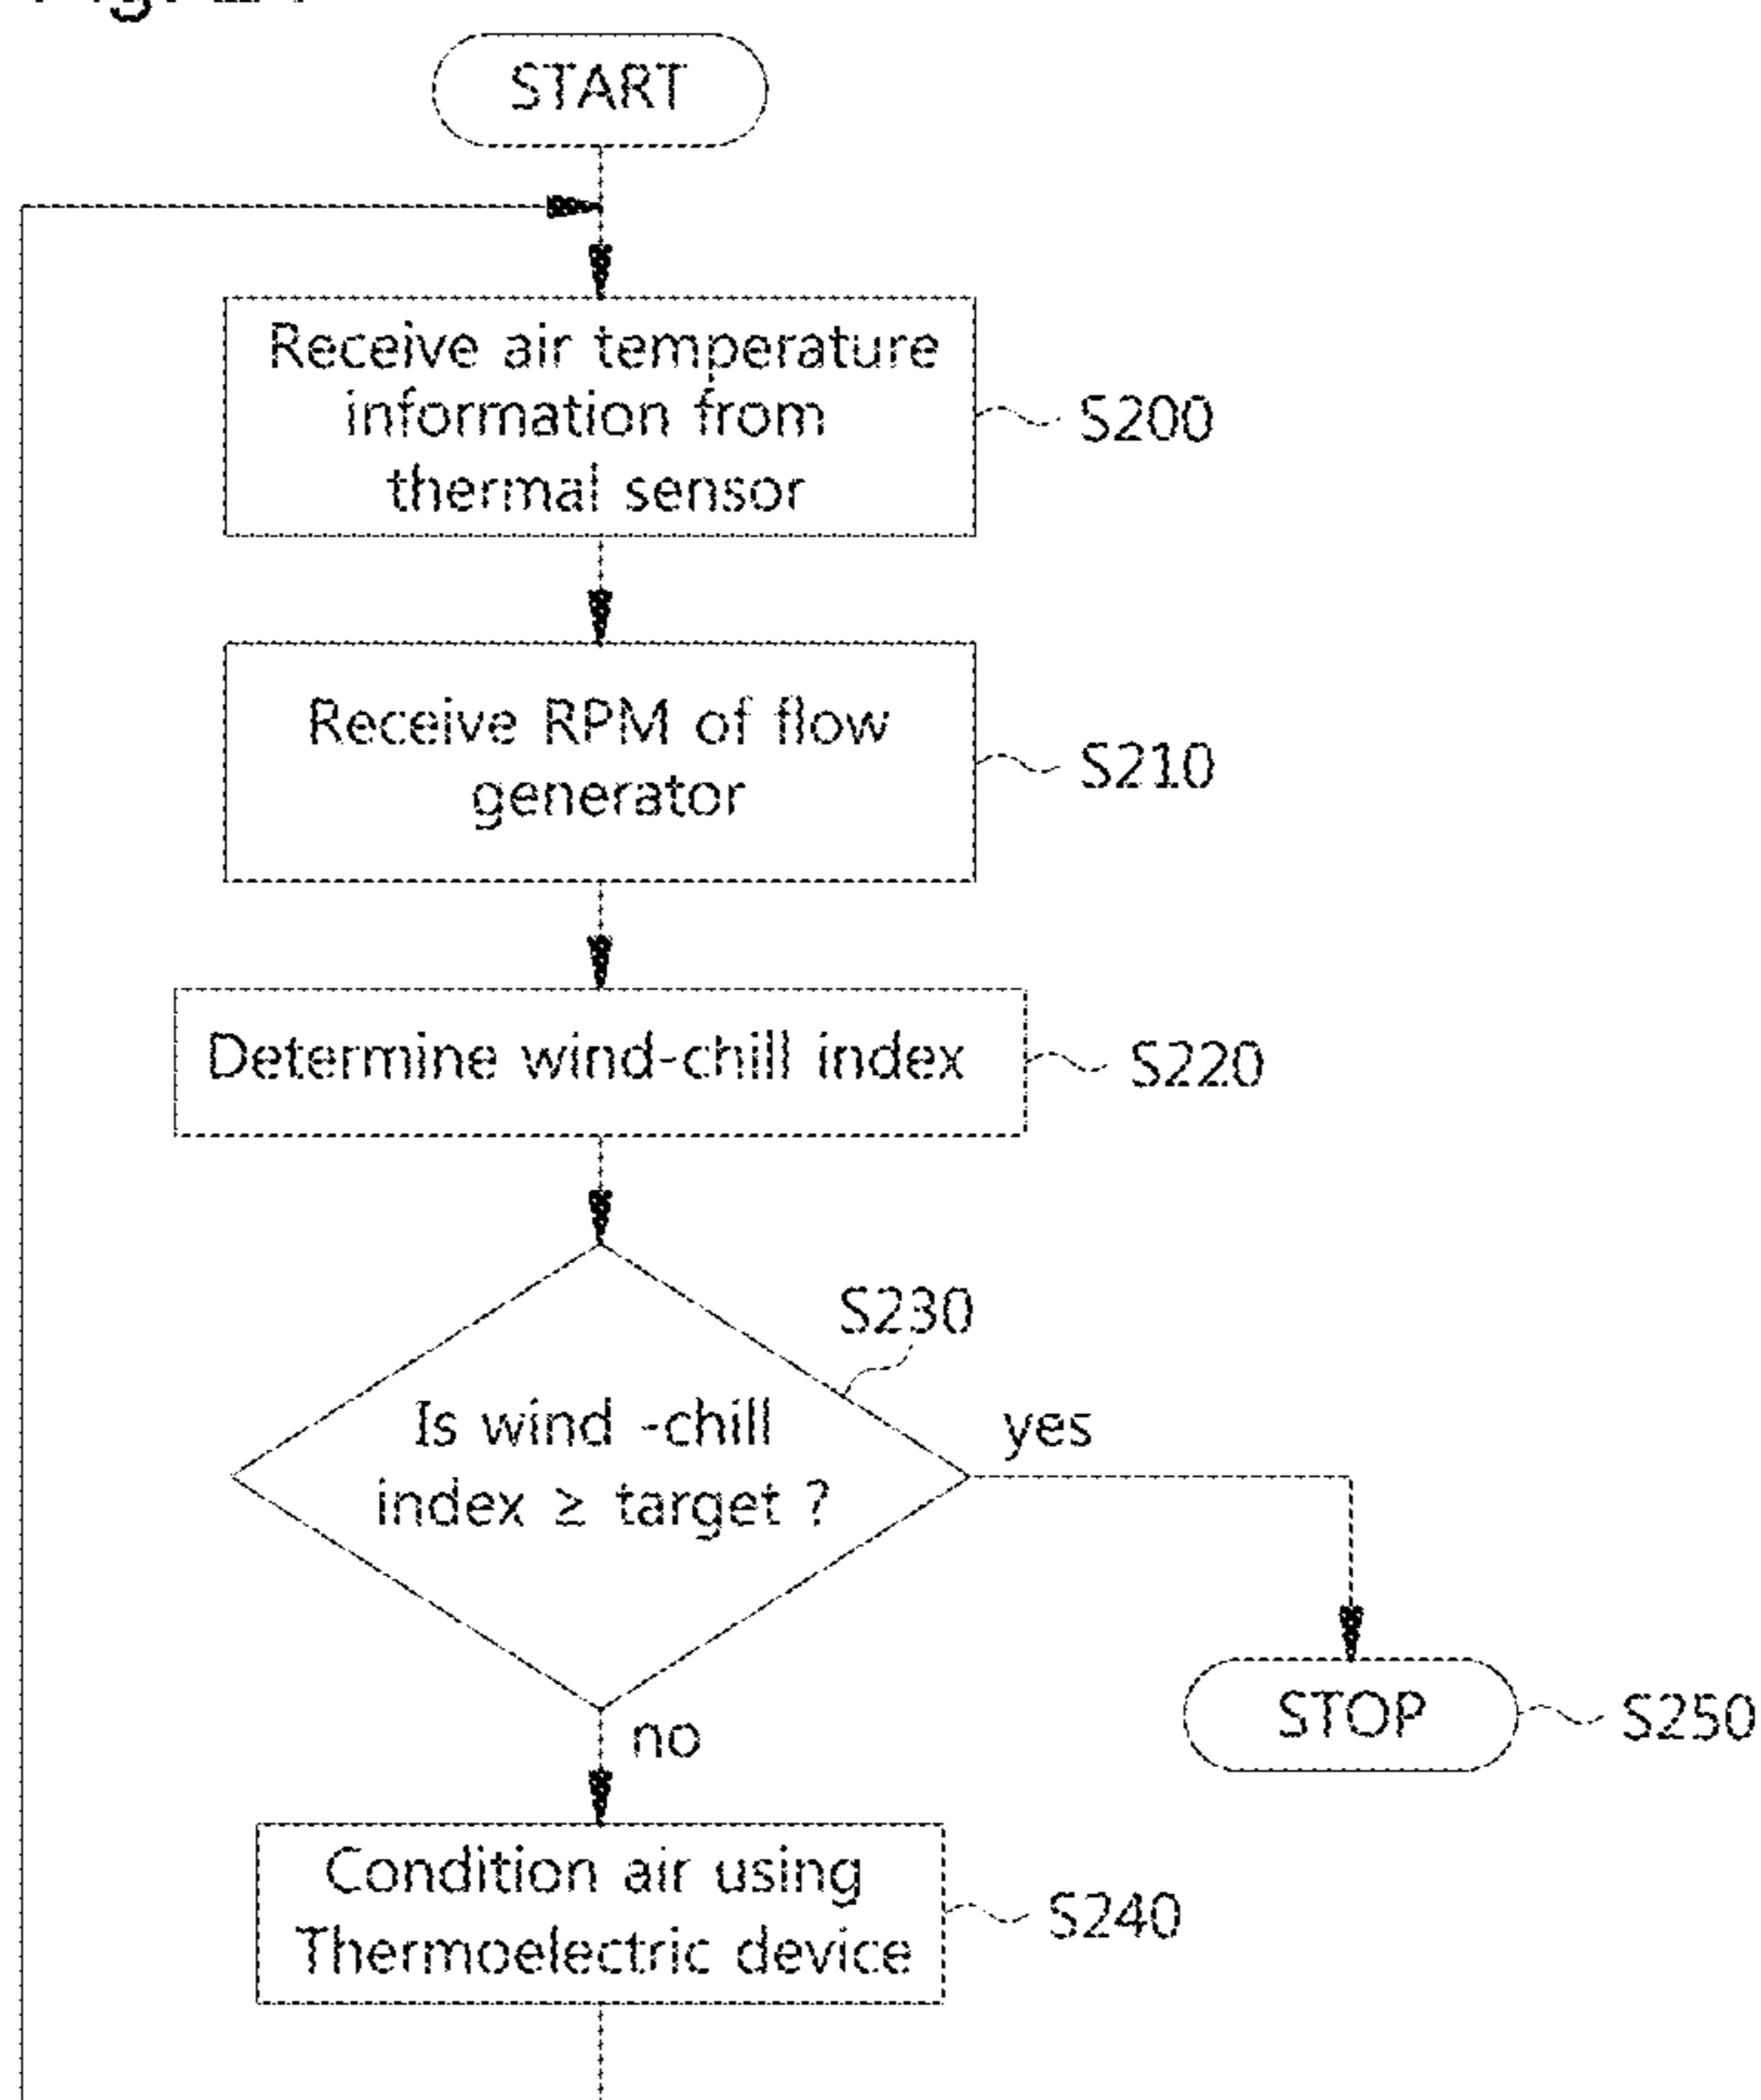 START
Receive air temperature
information from
thermal sensor
S200
Receive RPM of flow
generator
S210
Determine wind-chill index
S220
S230
Is wind -chill
index ≥ target ?
yes
STOP
S250
no
Condition air using
Thermoelectric device
S240